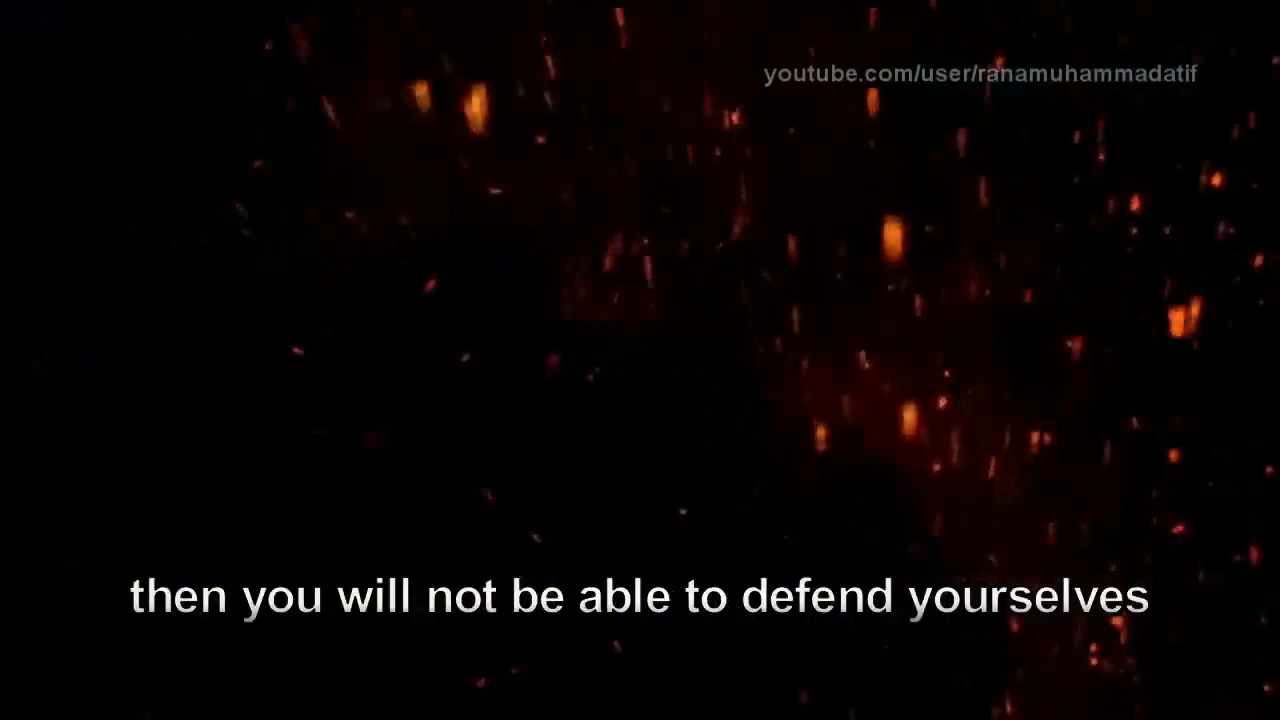 youtube.com/user/ranamuhammadatif
then you will not be able to defend yourselves